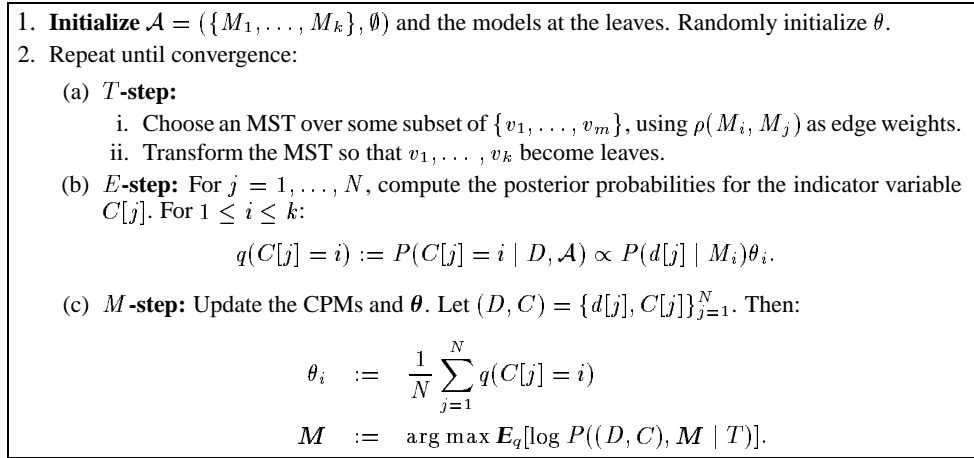 1. Initialize 𝒜 = ({M₁, . . . , Mₖ}, ∅) and the models at the leaves. Randomly initialize θ.
2. Repeat until convergence:
(a) T-step:
i. Choose an MST over some subset of {v₁, . . . , vₘ}, using ρ(Mᵢ, Mⱼ) as edge weights.
ii. Transform the MST so that v₁, . . . , vₖ become leaves.
(b) E-step: For j = 1, . . . , N, compute the posterior probabilities for the indicator variable
C[j]. For 1 ≤ i ≤ k:
q(C[j] = i) := P(C[j] = i | D, 𝒜) ∝ P(d[j] | Mᵢ)θᵢ.
(c) M-step: Update the CPMs and θ. Let (D, C) = {d[j], C[j]}_{j=1}^{N}. Then:
θᵢ := \frac{1}{N} \sum_{j=1}^{N} q(C[j] = i)
M := arg max E_q[log P((D, C), M | T)].